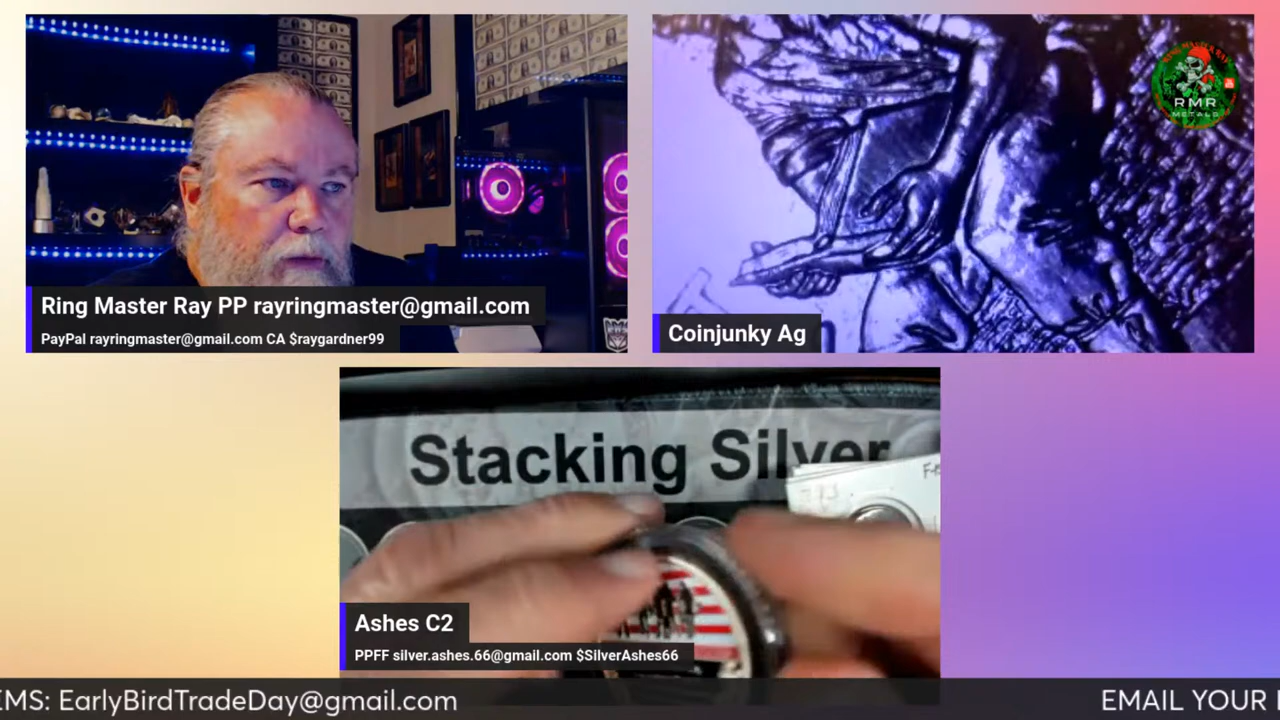 Ring Master Ray PP rayringmaster@gmail.com
PayPal rayringmaster@gmail.com CA $raygardner99
RMR
METALS
Coinjunky Ag
Stacking Silver
Ashes C2
PPFF silver.ashes.66@gmail.com $SilverAshes66
EMS: EarlyBirdTradeDay@gmail.com
EMAIL YOUR